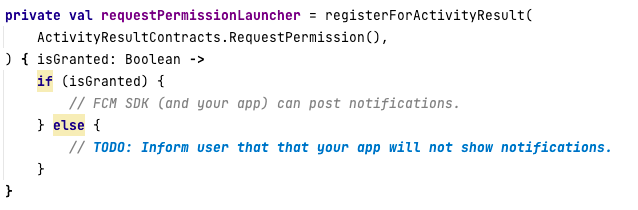 private val requestPermissionLauncher = registerForActivityResult(
    ActivityResultContracts.RequestPermission(),
) { isGranted: Boolean ->
    if (isGranted) {
        // FCM SDK (and your app) can post notifications.
    } else {
        // TODO: Inform user that that your app will not show notifications.
    }
}